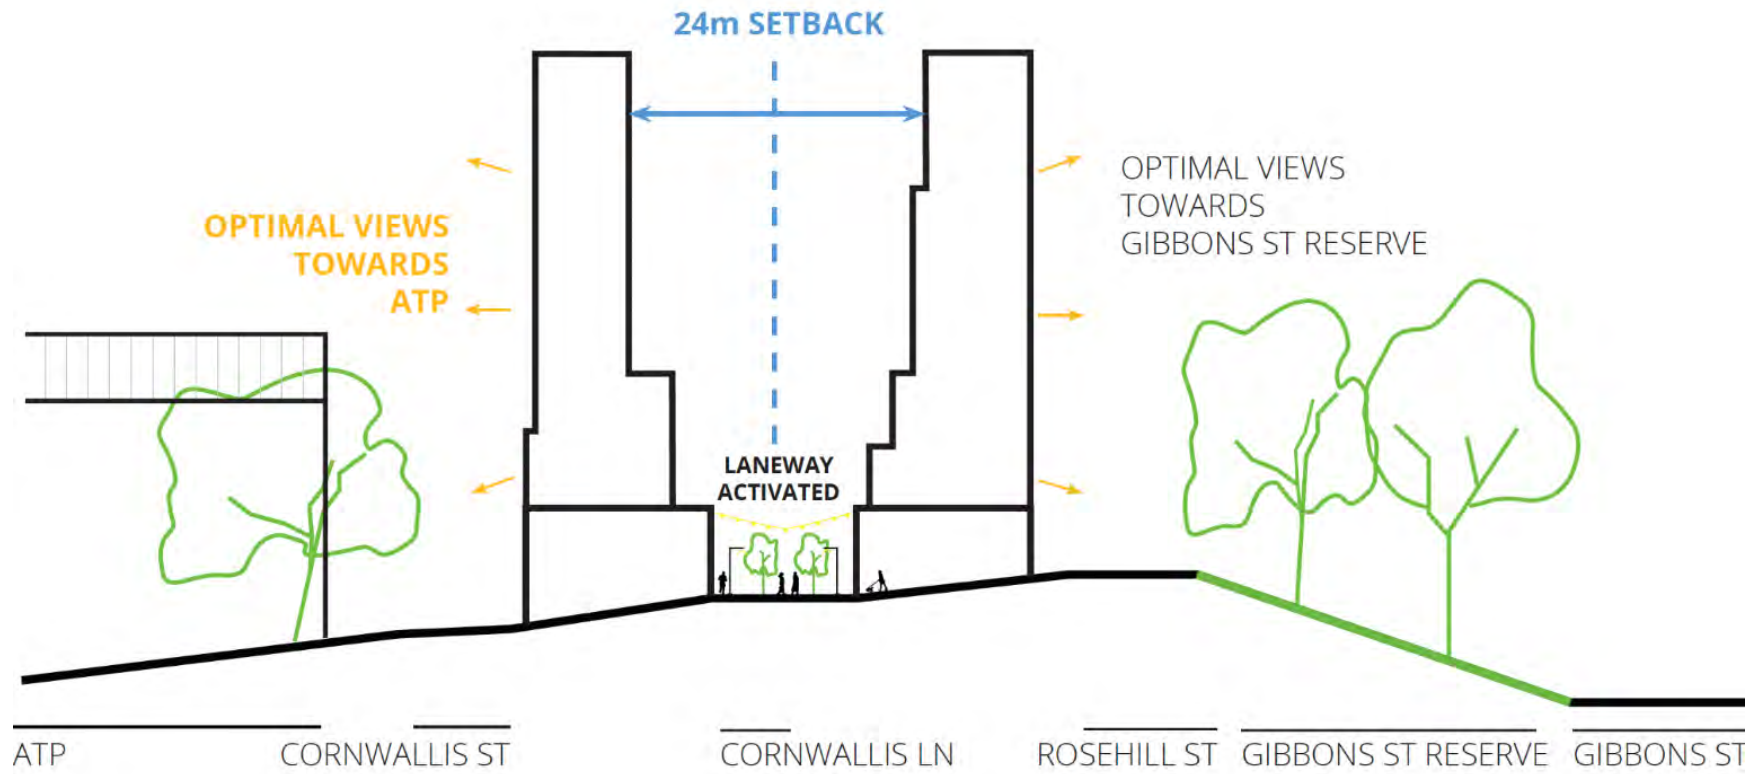 24m SETBACK
OPTIMAL VIEWS
TOWARDS
ATP
OPTIMAL VIEWS
TOWARDS
GIBBONS ST RESERVE
LANEWAY
ACTIVATED
ATP
CORNWALLIS ST
CORNWALLIS LN
ROSEHILL ST
GIBBONS ST RESERVE
GIBBONS ST